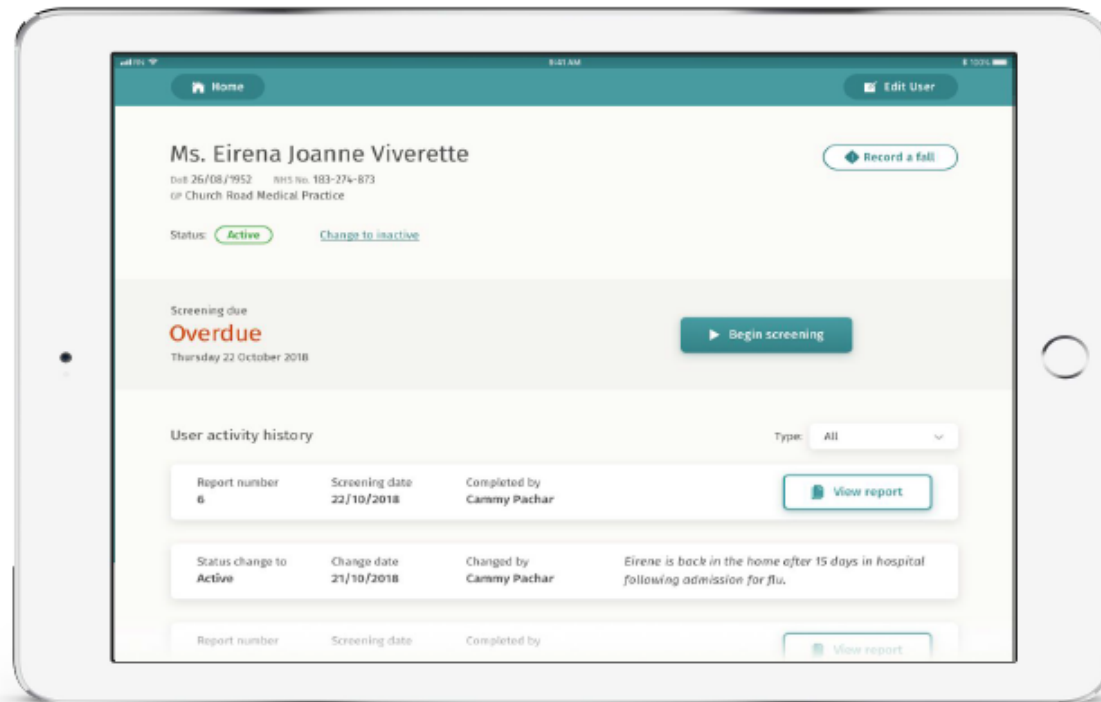 8:41 AM
100%
Home
Edit User
Ms. Eirena Joanne Viverette
Record a fall
DoB 26/08/1952 NHS No. 183-274-873
GP Church Road Medical Practice
Status: Active Change to inactive
Screening due
Overdue
Begin screening
Thursday 22 October 2018
User activity history
Type: All
Report number Screening date Completed by
6 22/10/2018 Cammy Pachar
View report
Status change to Change date Changed by
Active 21/10/2018 Cammy Pachar
Eirene is back in the home after 15 days in hospital
following admission for flu.
Report number Screening date Completed by
View report